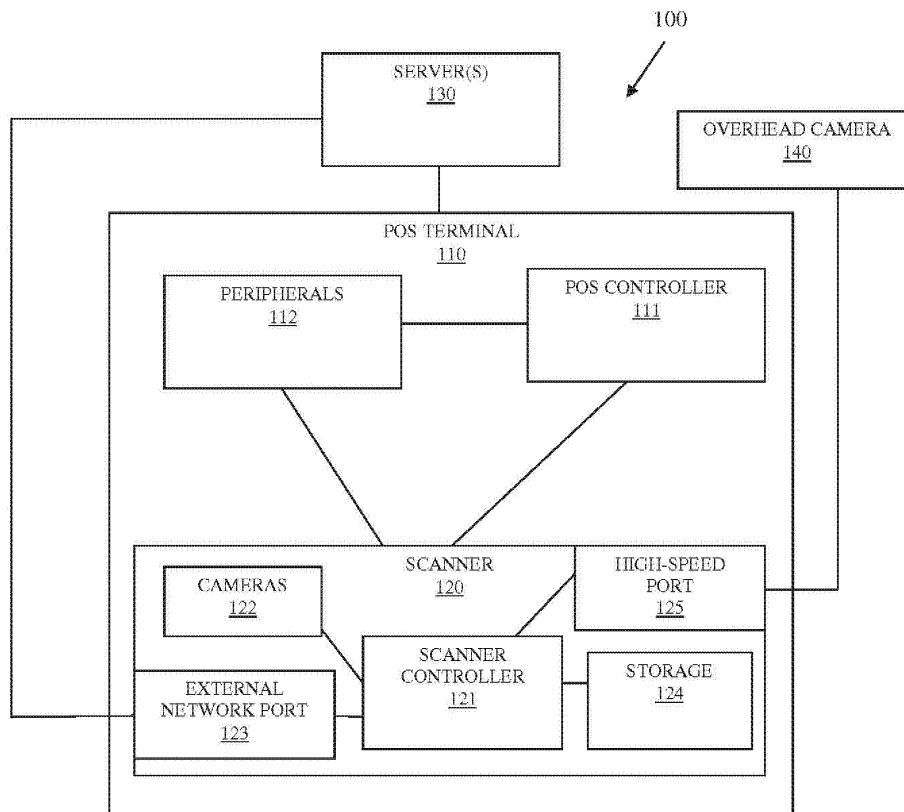 100
SERVER(S)
130
OVERHEAD CAMERA
140
POS TERMINAL
110
PERIPHERALS
112
POS CONTROLLER
111
SCANNER
120
HIGH-SPEED
PORT
125
CAMERAS
122
SCANNER
CONTROLLER
121
STORAGE
124
EXTERNAL
NETWORK PORT
123